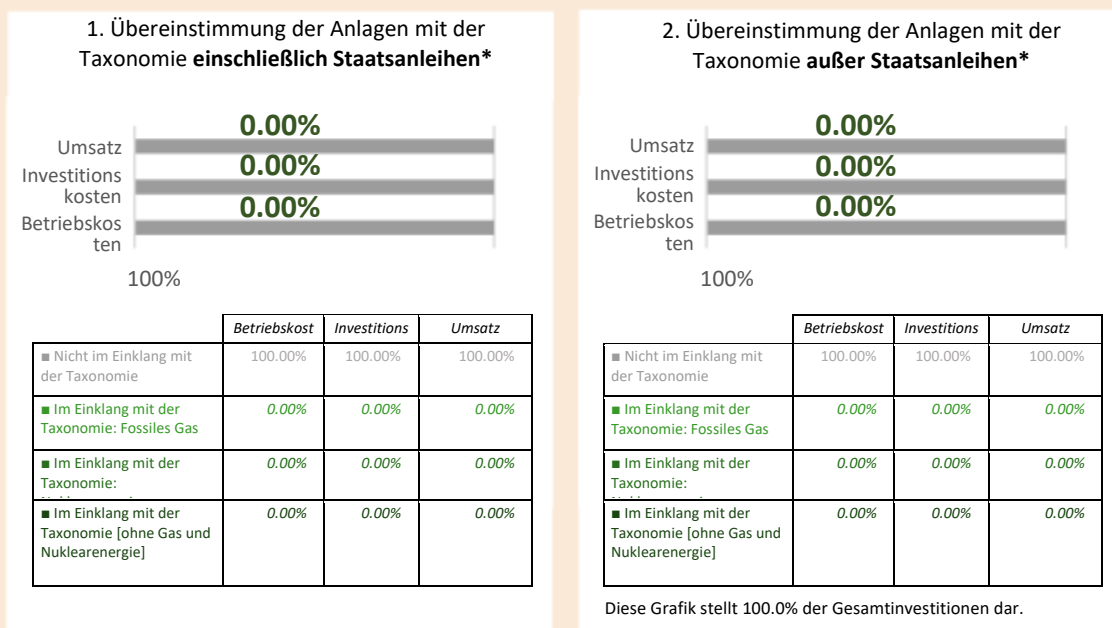 1. Übereinstimmung der Anlagen mit der
Taxonomie einschließlich Staatsanleihen*
0.00%
Umsatz
0.00%
Investitions
kosten
0.00%
Betriebskos
ten
100%
Betriebskost Investitions Umsatz
■ Nicht im Einklang mit 100.00% 100.00% 100.00%
der Taxonomie
■ Im Einklang mit der 0.00% 0.00% 0.00%
Taxonomie: Fossiles Gas
■ Im Einklang mit der 0.00% 0.00% 0.00%
Taxonomie:
■ Im Einklang mit der 0.00% 0.00% 0.00%
Taxonomie [ohne Gas und
Nuklearenergie]
2. Übereinstimmung der Anlagen mit der
Taxonomie außer Staatsanleihen*
0.00%
Umsatz
0.00%
Investitions
kosten
0.00%
Betriebskos
ten
100%
Betriebskost Investitions Umsatz
■ Nicht im Einklang mit 100.00% 100.00% 100.00%
der Taxonomie
■ Im Einklang mit der 0.00% 0.00% 0.00%
Taxonomie: Fossiles Gas
■ Im Einklang mit der 0.00% 0.00% 0.00%
Taxonomie:
■ Im Einklang mit der 0.00% 0.00% 0.00%
Taxonomie [ohne Gas und
Nuklearenergie]
Diese Grafik stellt 100.0% der Gesamtinvestitionen dar.